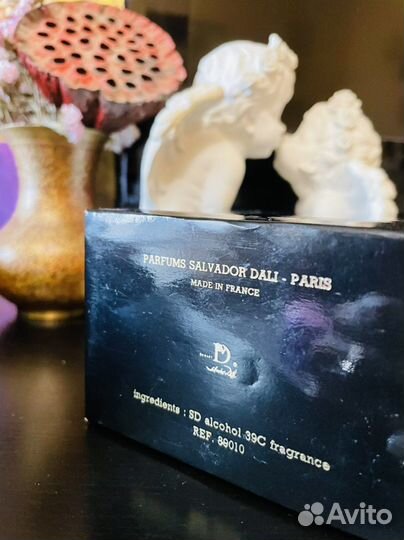 PARFUMS SALVADOR DALI - PARIS
MADE IN FRANCE
ingredients : SD alcohol 39C fragrance
REF. 89010
Avito